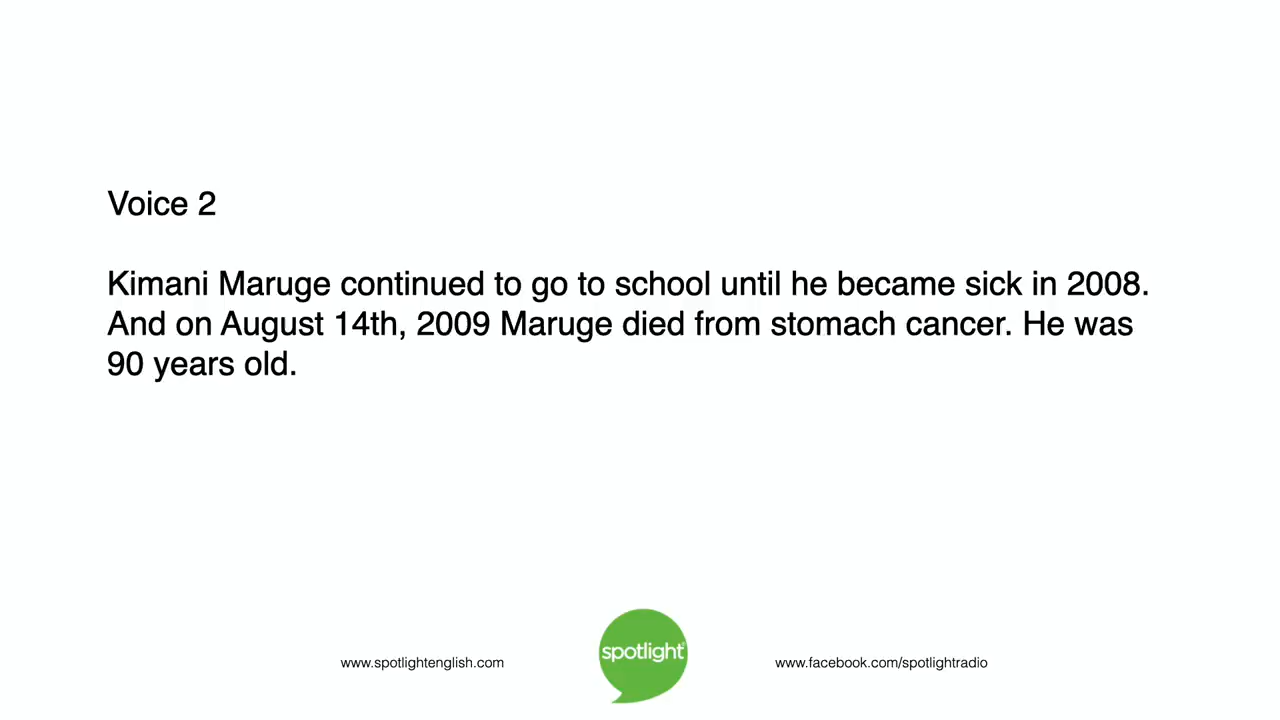 Voice 2
Kimani Maruge continued to go to school until he became sick in 2008.
And on August 14th, 2009 Maruge died from stomach cancer. He was
90 years old.
www.spotlightenglish.com
spotlight
www.facebook.com/spotlightradio